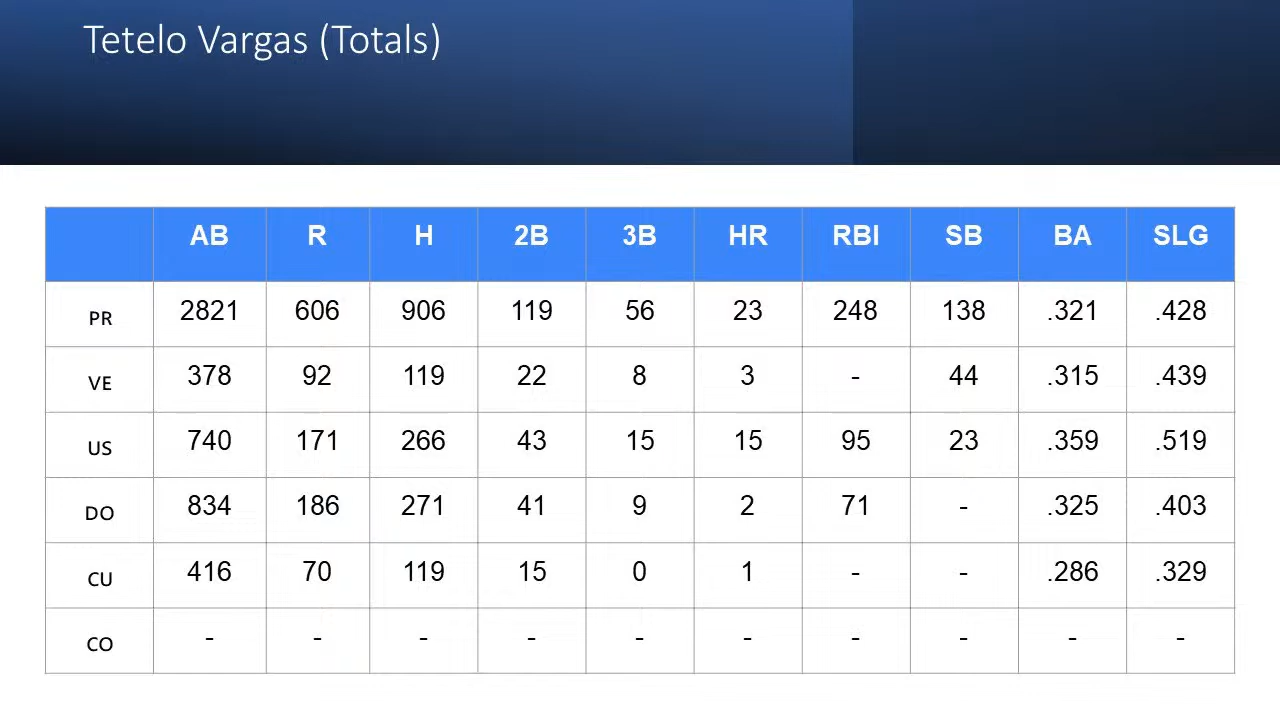 Tetelo Vargas (Totals)
AB R H 2B 3B HR RBI SB BA SLG
PR 2821 606 906 119 56 23 248 138 .321 .428
VE 378 92 119 22 8 3 - 44 .315 .439
US 740 171 266 43 15 15 95 23 .359 .519
DO 834 186 271 41 9 2 71 - .325 .403
CU 416 70 119 15 0 1 - - .286 .329
CO - - - - - - - - - -